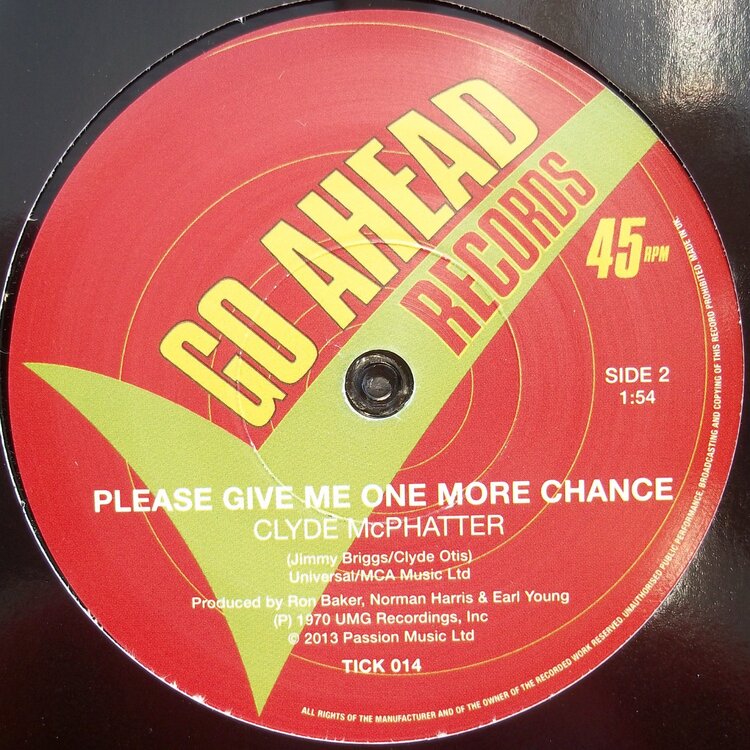 GO AHEAD
RECORDS
45 RPM
SIDE 2
1:54
PLEASE GIVE ME ONE MORE CHANCE
CLYDE McPHATTER
(Jimmy Briggs/Clyde Otis)
Universal/MCA Music Ltd
Produced by Ron Baker, Norman Harris & Earl Young
(P) 1970 UMG Recordings, Inc
© 2013 Passion Music Ltd
TICK 014
ALL RIGHTS OF THE MANUFACTURER AND OF THE OWNER OF THE RECORDED WORK RESERVED. UNAUTHORISED PUBLIC PERFORMANCE, BROADCASTING AND COPYING OF THIS RECORD PROHIBITED. MADE IN UK.